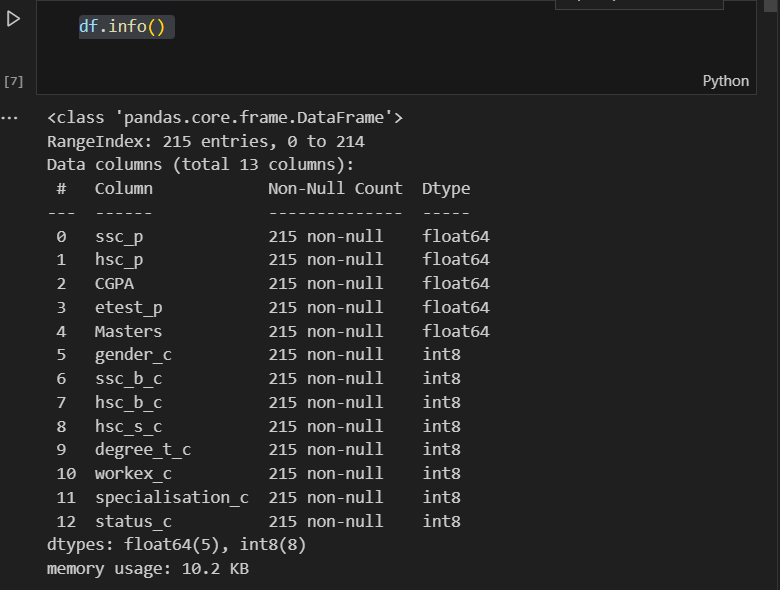 df.info()
[7]
Python
...
<class 'pandas.core.frame.DataFrame'>
RangeIndex: 215 entries, 0 to 214
Data columns (total 13 columns):
 #   Column            Non-Null Count  Dtype
---  ------            --------------  -----
 0   ssc_p             215 non-null    float64
 1   hsc_p             215 non-null    float64
 2   CGPA              215 non-null    float64
 3   etest_p           215 non-null    float64
 4   Masters           215 non-null    float64
 5   gender_c          215 non-null    int8
 6   ssc_b_c           215 non-null    int8
 7   hsc_b_c           215 non-null    int8
 8   hsc_s_c           215 non-null    int8
 9   degree_t_c        215 non-null    int8
 10  workex_c          215 non-null    int8
 11  specialisation_c  215 non-null    int8
 12  status_c          215 non-null    int8
dtypes: float64(5), int8(8)
memory usage: 10.2 KB